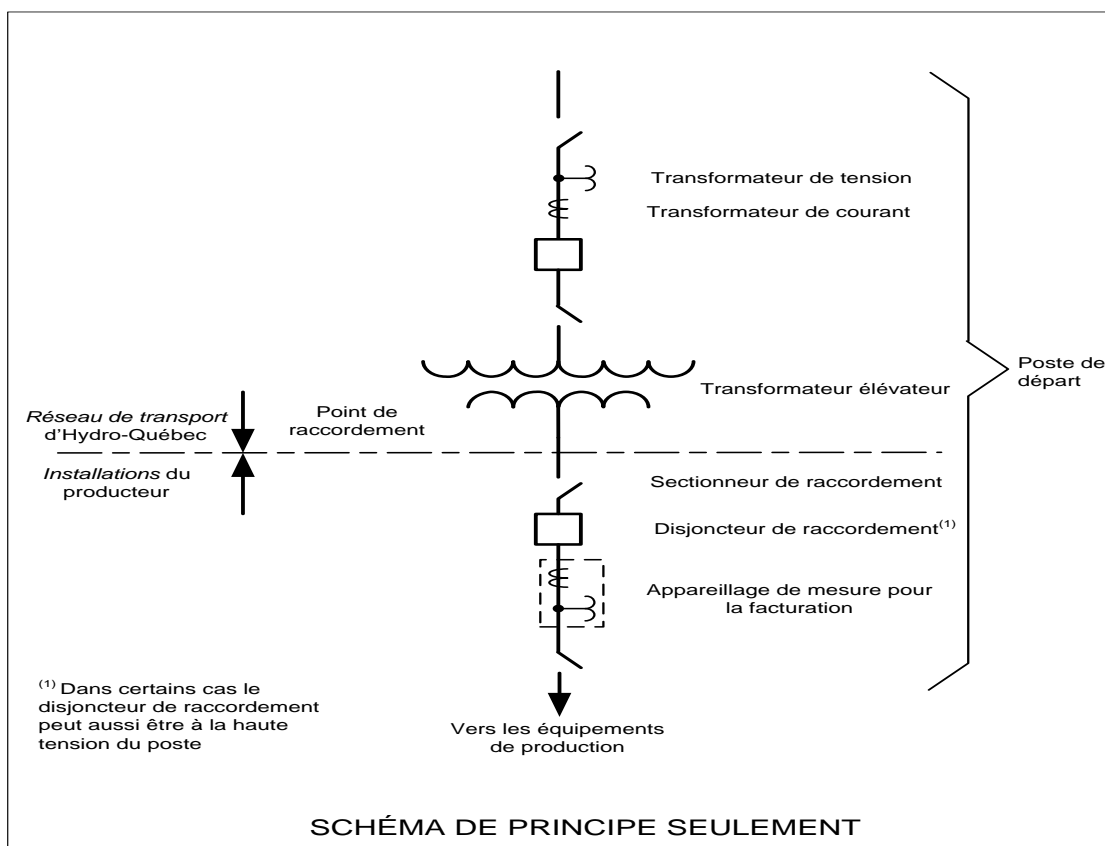 Transformateur de tension
Transformateur de courant
Transformateur élévateur
Poste de
départ
Réseau de transport
d'Hydro-Québec
Point de
raccordement
Installations du
producteur
Sectionneur de raccordement
Disjoncteur de raccordement(1)
Appareillage de mesure pour
la facturation
(1) Dans certains cas le
disjoncteur de raccordement
peut aussi être à la haute
tension du poste
Vers les équipements
de production
SCHÉMA DE PRINCIPE SEULEMENT